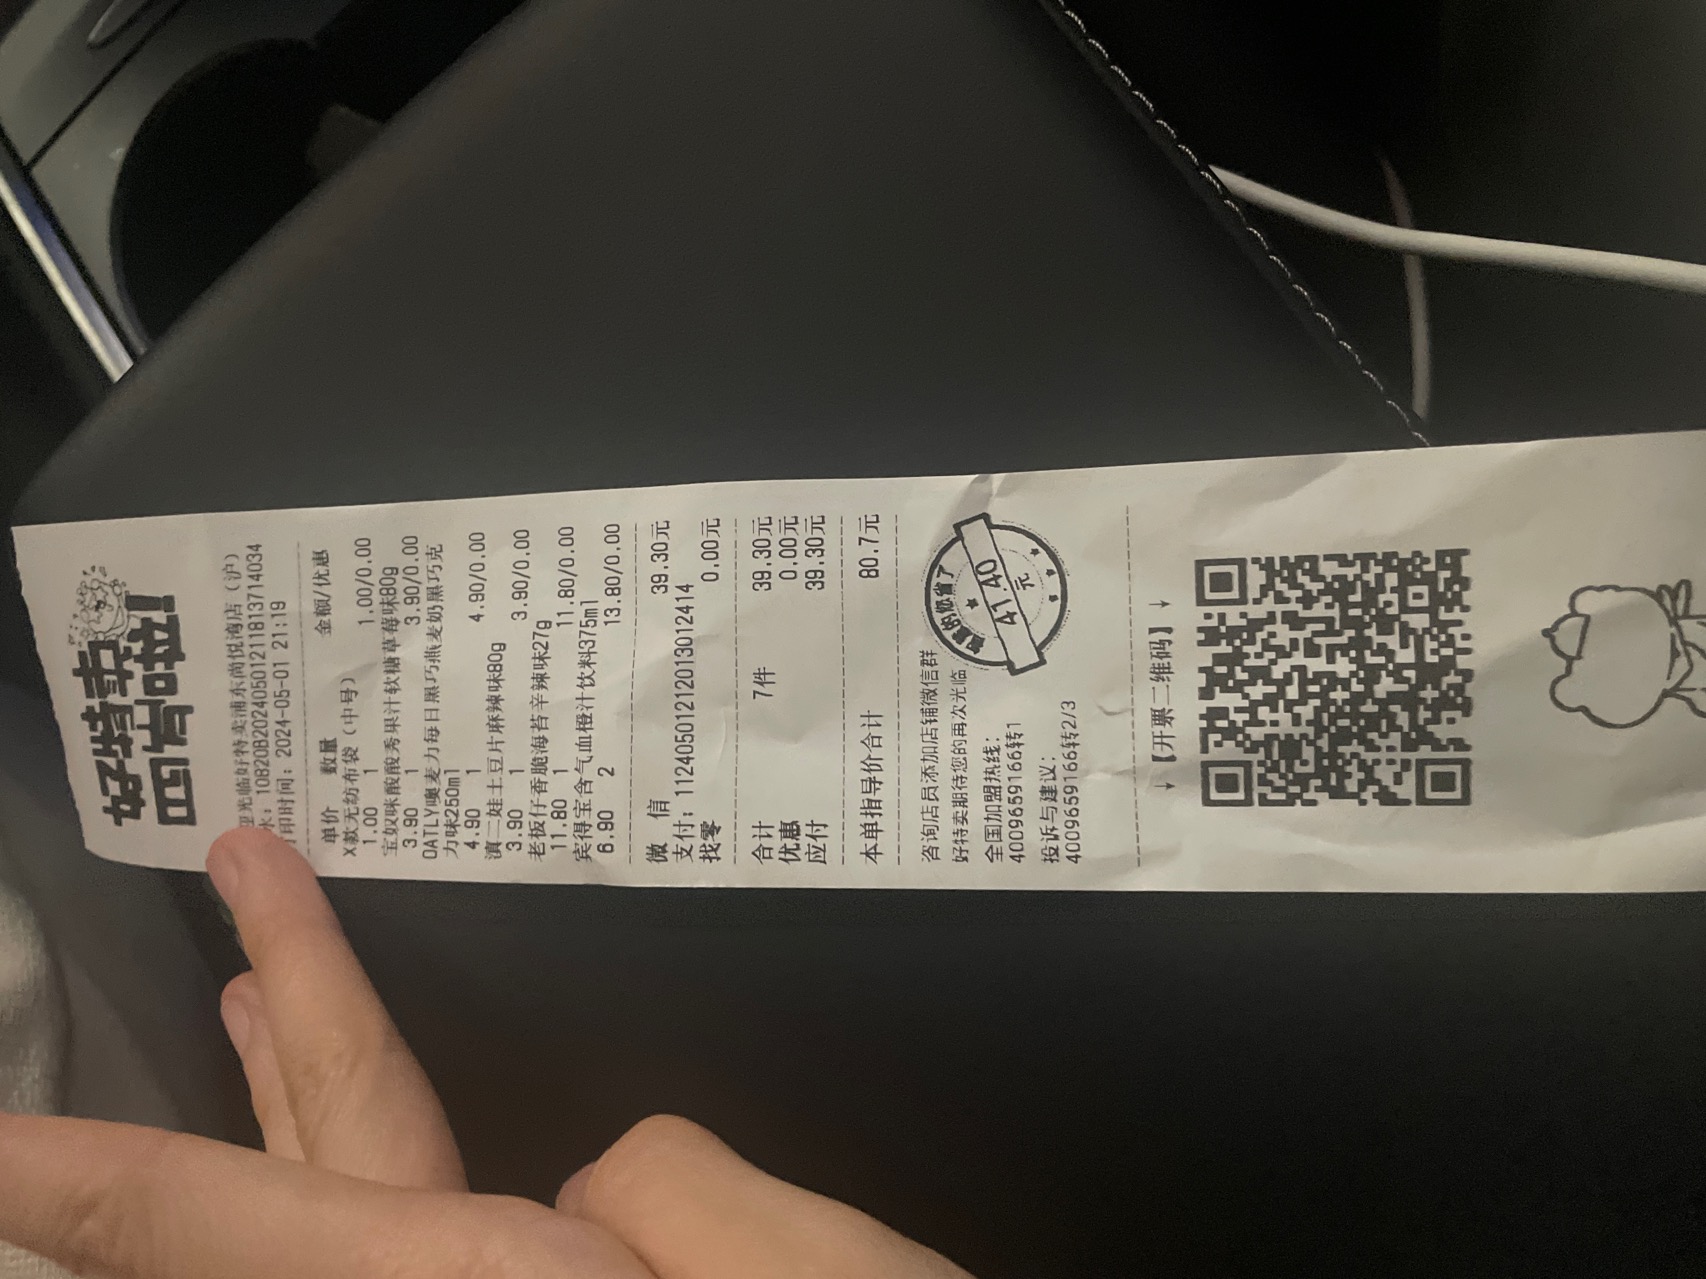 好特卖
四省啦!
迎光临好特卖浦东尚悦湾店(沪)
水:10820B20240501211813714034
印时间:2024-05-01 21:19
单价 数量 金额/优惠
X款无纺布袋(中号)
1.00 1 1.00/0.00
宝奴咪酸酸秀果汁软糖草莓味80g
3.90 1 3.90/0.00
OATLY噢麦力每日黑巧燕麦奶黑巧克
力味250ml
4.90 1 4.90/0.00
滇二娃土豆片麻辣味80g
3.90 1 3.90/0.00
老板仔香脆海苔辛辣味27g
11.80 1 11.80/0.00
宾得宝含气血橙汁饮料375ml
6.90 2 13.80/0.00
微 信 39.30元
支付:11240501212013012414
找零 0.00元
合计 7件 39.30元
优惠 0.00元
应付 39.30元
本单指导价合计 80.7元
咨询店员添加店铺微信群
好特卖期待您的再次光临
全国加盟热线:
4009659166转1
投诉与建议:
4009659166转2/3
的您省了
41.40
元
↓【开票二维码】↓